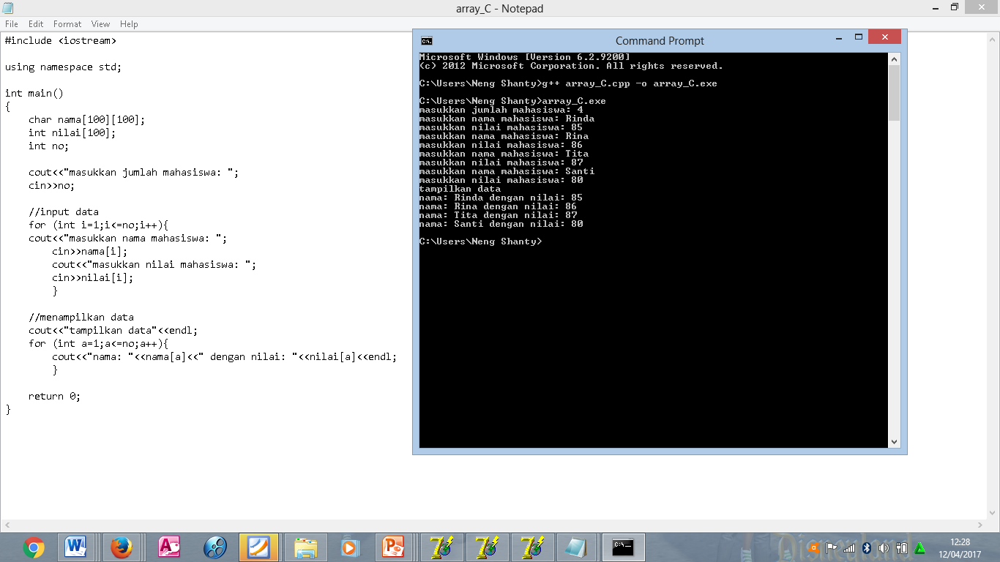 array_C - Notepad
File Edit Format View Help
#include <iostream>
using namespace std;
int main()
{
char nama[100][100];
int nilai[100];
int no;
cout<<"masukkan jumlah mahasiswa: ";
cin>>no;
//input data
for (int i=1;i<=no;i++){
cout<<"masukkan nama mahasiswa: ";
cin>>nama[i];
cout<<"masukkan nilai mahasiswa: ";
cin>>nilai[i];
}
//menampilkan data
cout<<"tampilkan data"<<endl;
for (int a=1;a<=no;a++){
cout<<"nama: "<<nama[a]<<" dengan nilai: "<<nilai[a]<<endl;
}
return 0;
}
Command Prompt
Microsoft Windows [Version 6.2.9200]
(c) 2012 Microsoft Corporation. All rights reserved.
C:\Users\Neng Shanty>g++ array_C.cpp -o array_C.exe
C:\Users\Neng Shanty>array_C.exe
masukkan jumlah mahasiswa: 4
masukkan nama mahasiswa: Rinda
masukkan nilai mahasiswa: 85
masukkan nama mahasiswa: Rina
masukkan nilai mahasiswa: 86
masukkan nama mahasiswa: Tita
masukkan nilai mahasiswa: 87
masukkan nama mahasiswa: Santi
masukkan nilai mahasiswa: 80
tampilkan data
nama: Rinda dengan nilai: 85
nama: Rina dengan nilai: 86
nama: Tita dengan nilai: 87
nama: Santi dengan nilai: 80
C:\Users\Neng Shanty>
12:28
12/04/2017